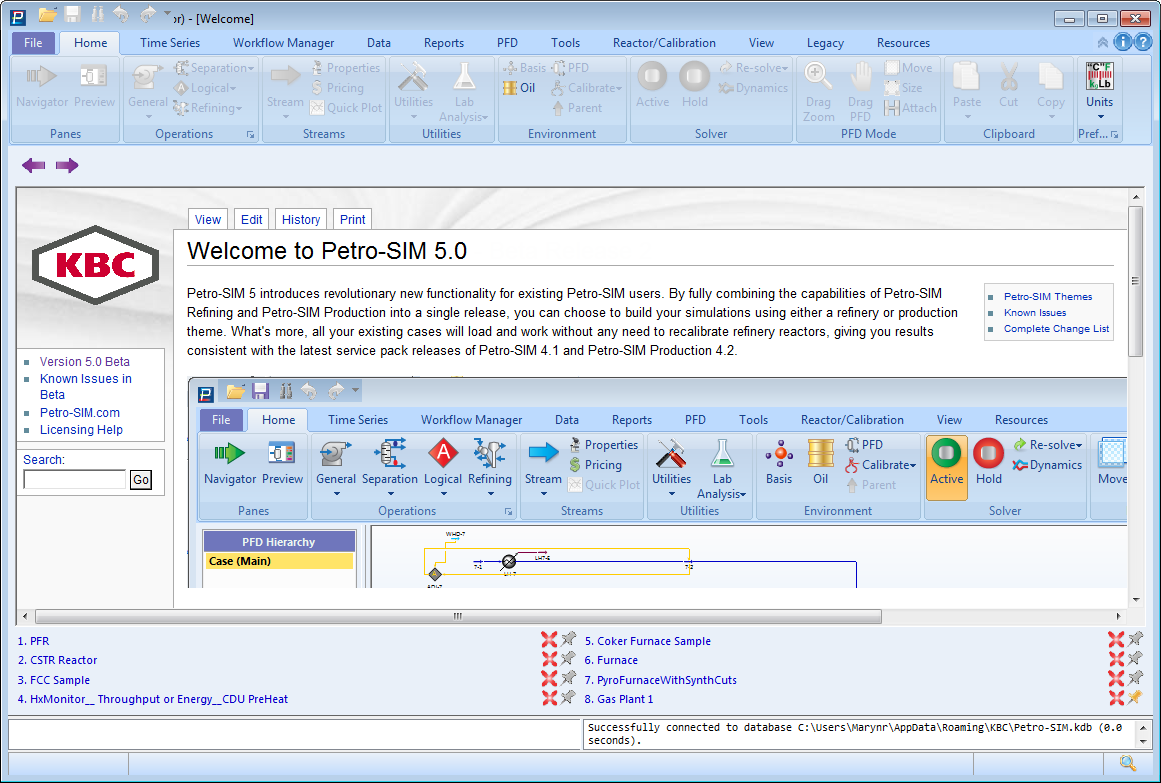 or) - [Welcome]
File Home Time Series Workflow Manager Data Reports PFD Tools Reactor/Calibration View Legacy Resources
Navigator Preview General Separation Logical Refining Stream Properties Pricing Quick Plot Utilities Lab Analysis Basis Oil PFD Calibrate Parent Active Hold Re-solve Dynamics Drag Zoom Drag PFD Move Size Attach Paste Cut Copy °C°F kgLb Units
Panes Operations Streams Utilities Environment Solver PFD Mode Clipboard Pref...
View Edit History Print
KBC
Welcome to Petro-SIM 5.0
Petro-SIM 5 introduces revolutionary new functionality for existing Petro-SIM users. By fully combining the capabilities of Petro-SIM
Refining and Petro-SIM Production into a single release, you can choose to build your simulations using either a refinery or production
theme. What's more, all your existing cases will load and work without any need to recalibrate refinery reactors, giving you results
consistent with the latest service pack releases of Petro-SIM 4.1 and Petro-SIM Production 4.2.
Petro-SIM Themes
Known Issues
Complete Change List
Version 5.0 Beta
Known Issues in
Beta
Petro-SIM.com
Licensing Help
Search:
Go
File Home Time Series Workflow Manager Data Reports PFD Tools Reactor/Calibration View Resources
Navigator Preview General Separation Logical Refining Stream Properties Pricing Quick Plot Utilities Lab Analysis Basis Oil PFD Calibrate Parent Active Hold Re-solve Dynamics Move
Panes Operations Streams Utilities Environment Solver
PFD Hierarchy
Case (Main)
WHD-7
LH7-2
7-1
7-2
1. PFR
2. CSTR Reactor
3. FCC Sample
4. HxMonitor__ Throughput or Energy__CDU PreHeat
5. Coker Furnace Sample
6. Furnace
7. PyroFurnaceWithSynthCuts
8. Gas Plant 1
Successfully connected to database C:\Users\Marynr\AppData\Roaming\KBC\Petro-SIM.kdb (0.0
seconds).